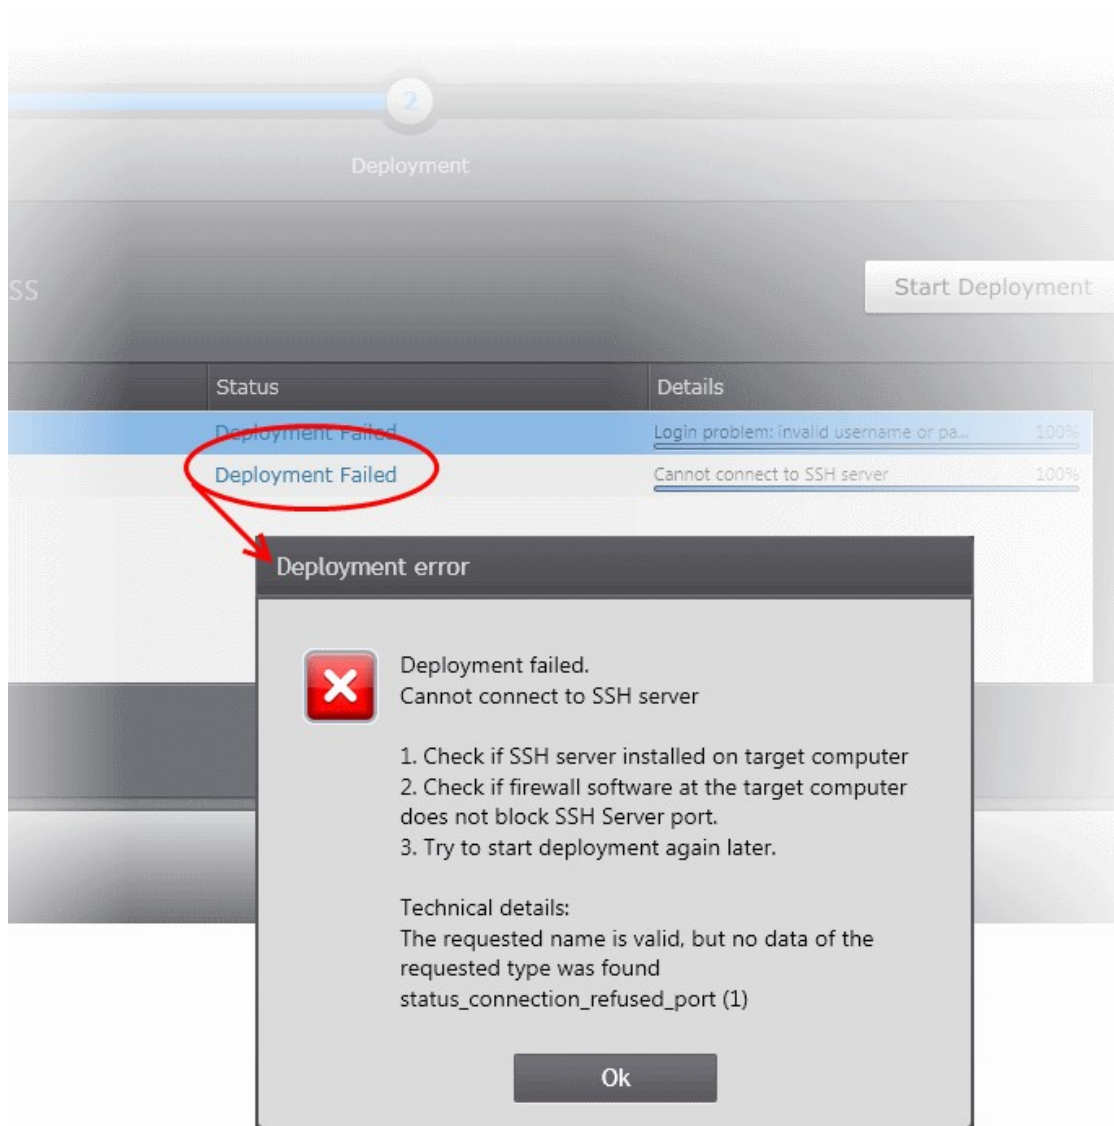 2
Deployment
ss
Start Deployment
Status
Details
Deployment Failed
Login problem: invalid username or pa...
100%
Deployment Failed
Cannot connect to SSH server
100%
Deployment error
Deployment failed.
Cannot connect to SSH server
1. Check if SSH server installed on target computer
2. Check if firewall software at the target computer
does not block SSH Server port.
3. Try to start deployment again later.
Technical details:
The requested name is valid, but no data of the
requested type was found
status_connection_refused_port (1)
Ok